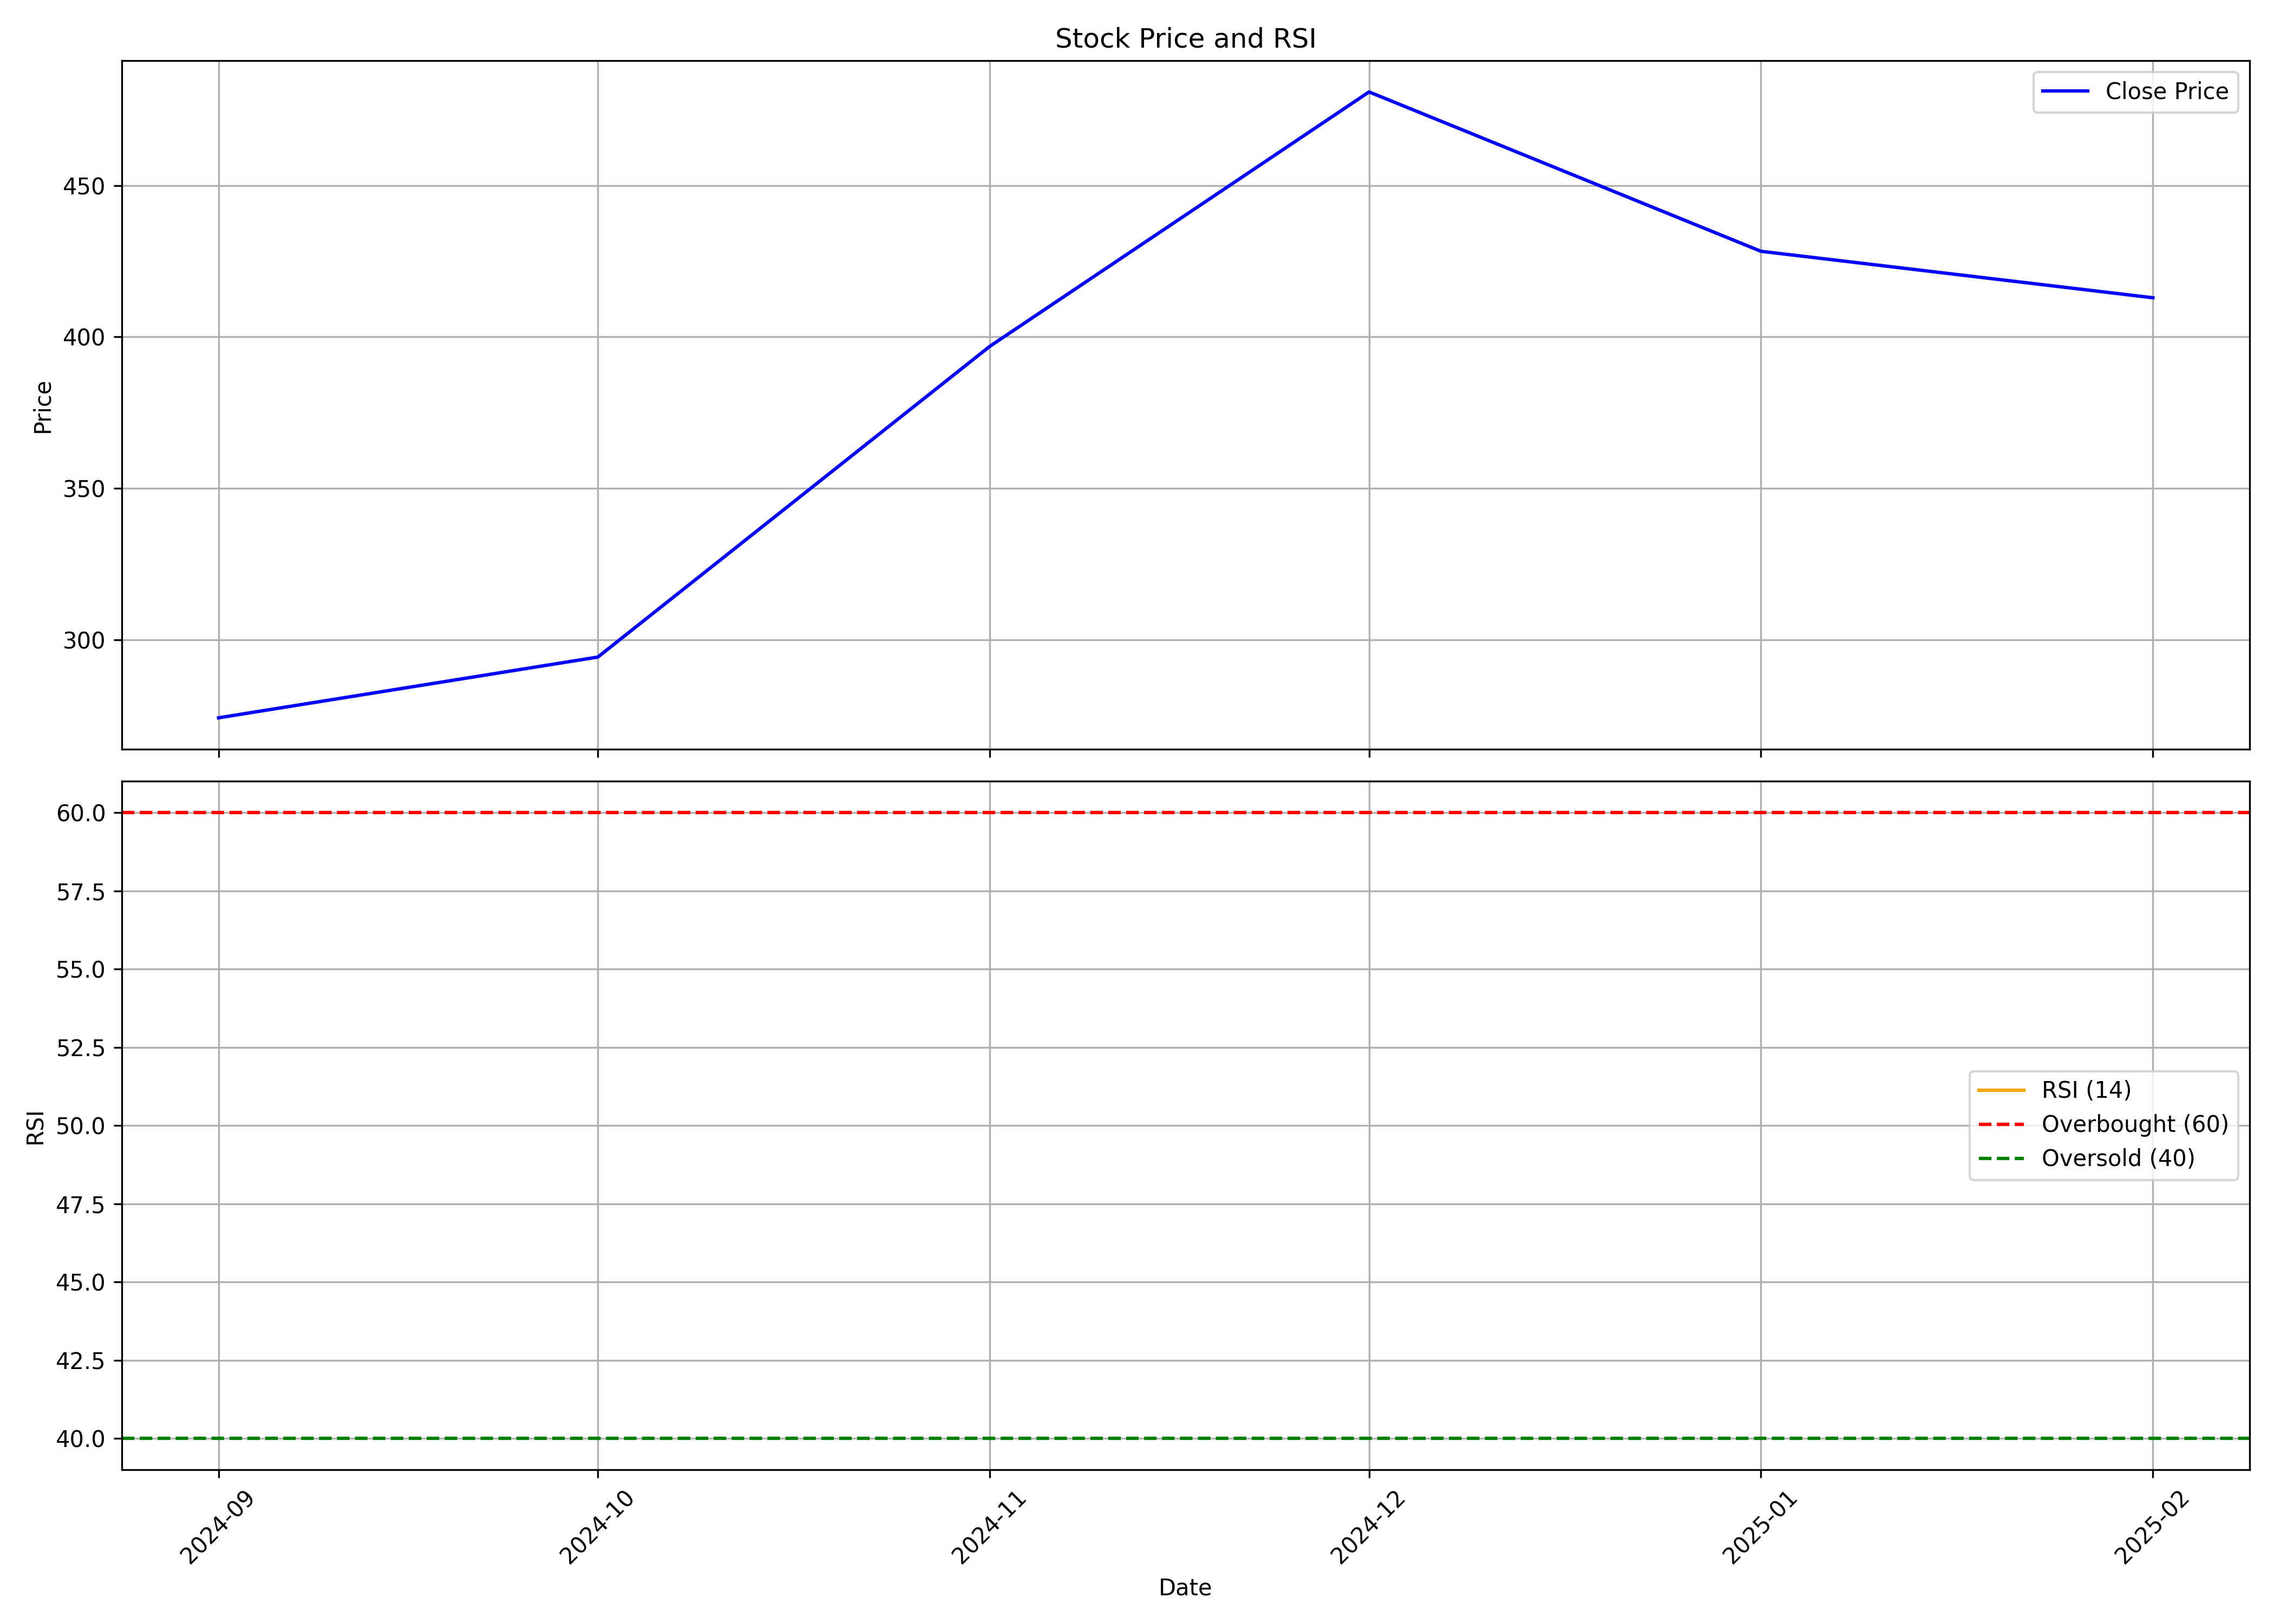 Stock Price and RSI
Close Price
Price
450
400
350
300
RSI
60.0
57.5
55.0
52.5
50.0
47.5
45.0
42.5
40.0
RSI (14)
Overbought (60)
Oversold (40)
2024-09
2024-10
2024-11
2024-12
2025-01
2025-02
Date